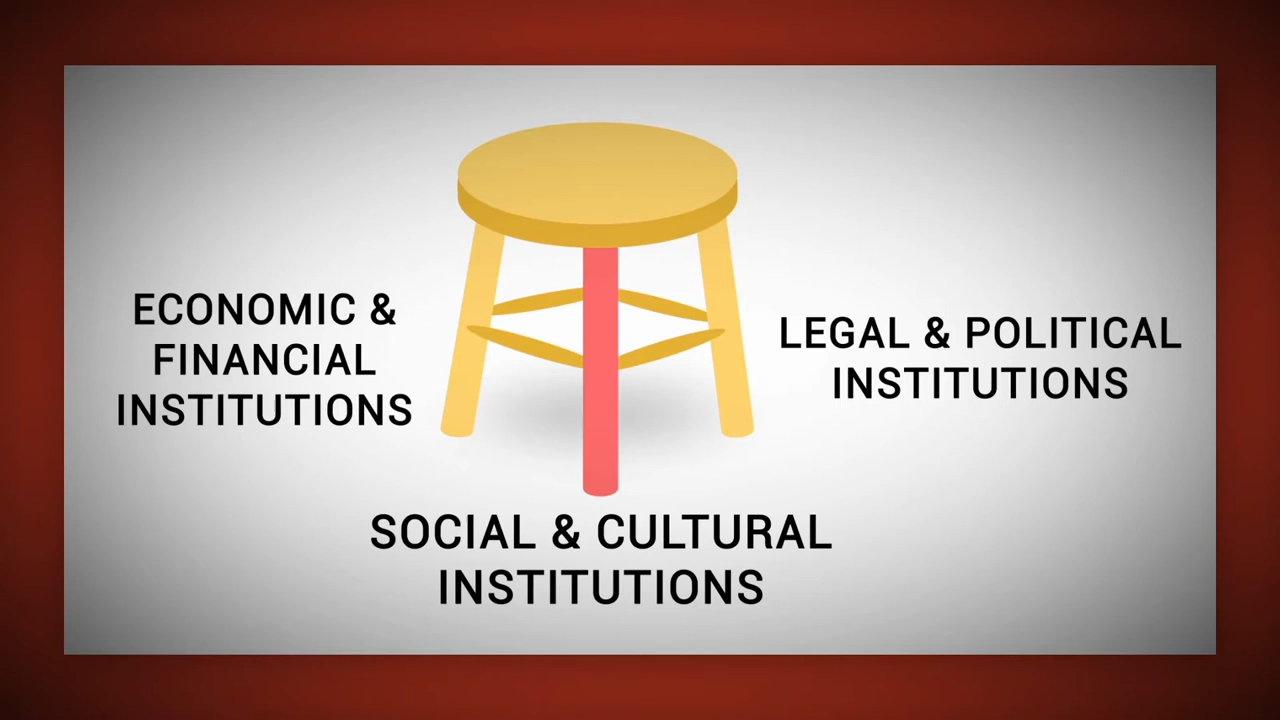 ECONOMIC &
FINANCIAL
INSTITUTIONS
LEGAL & POLITICAL
INSTITUTIONS
SOCIAL & CULTURAL
INSTITUTIONS